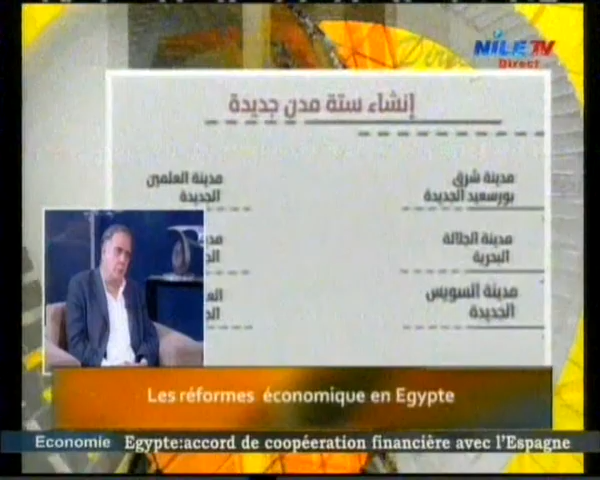 NiLE TV
Direct
إنشاء ستة مدن جديدة
مدينة شرق
بورسعيد الجديدة
مدينة العلمين
الجديدة
مدينة الجلالة
البحرية
مدينة السويس
الجديدة
Les réformes économique en Egypte
Economie Egypte:accord de coopéeration financière avec l'Espagne